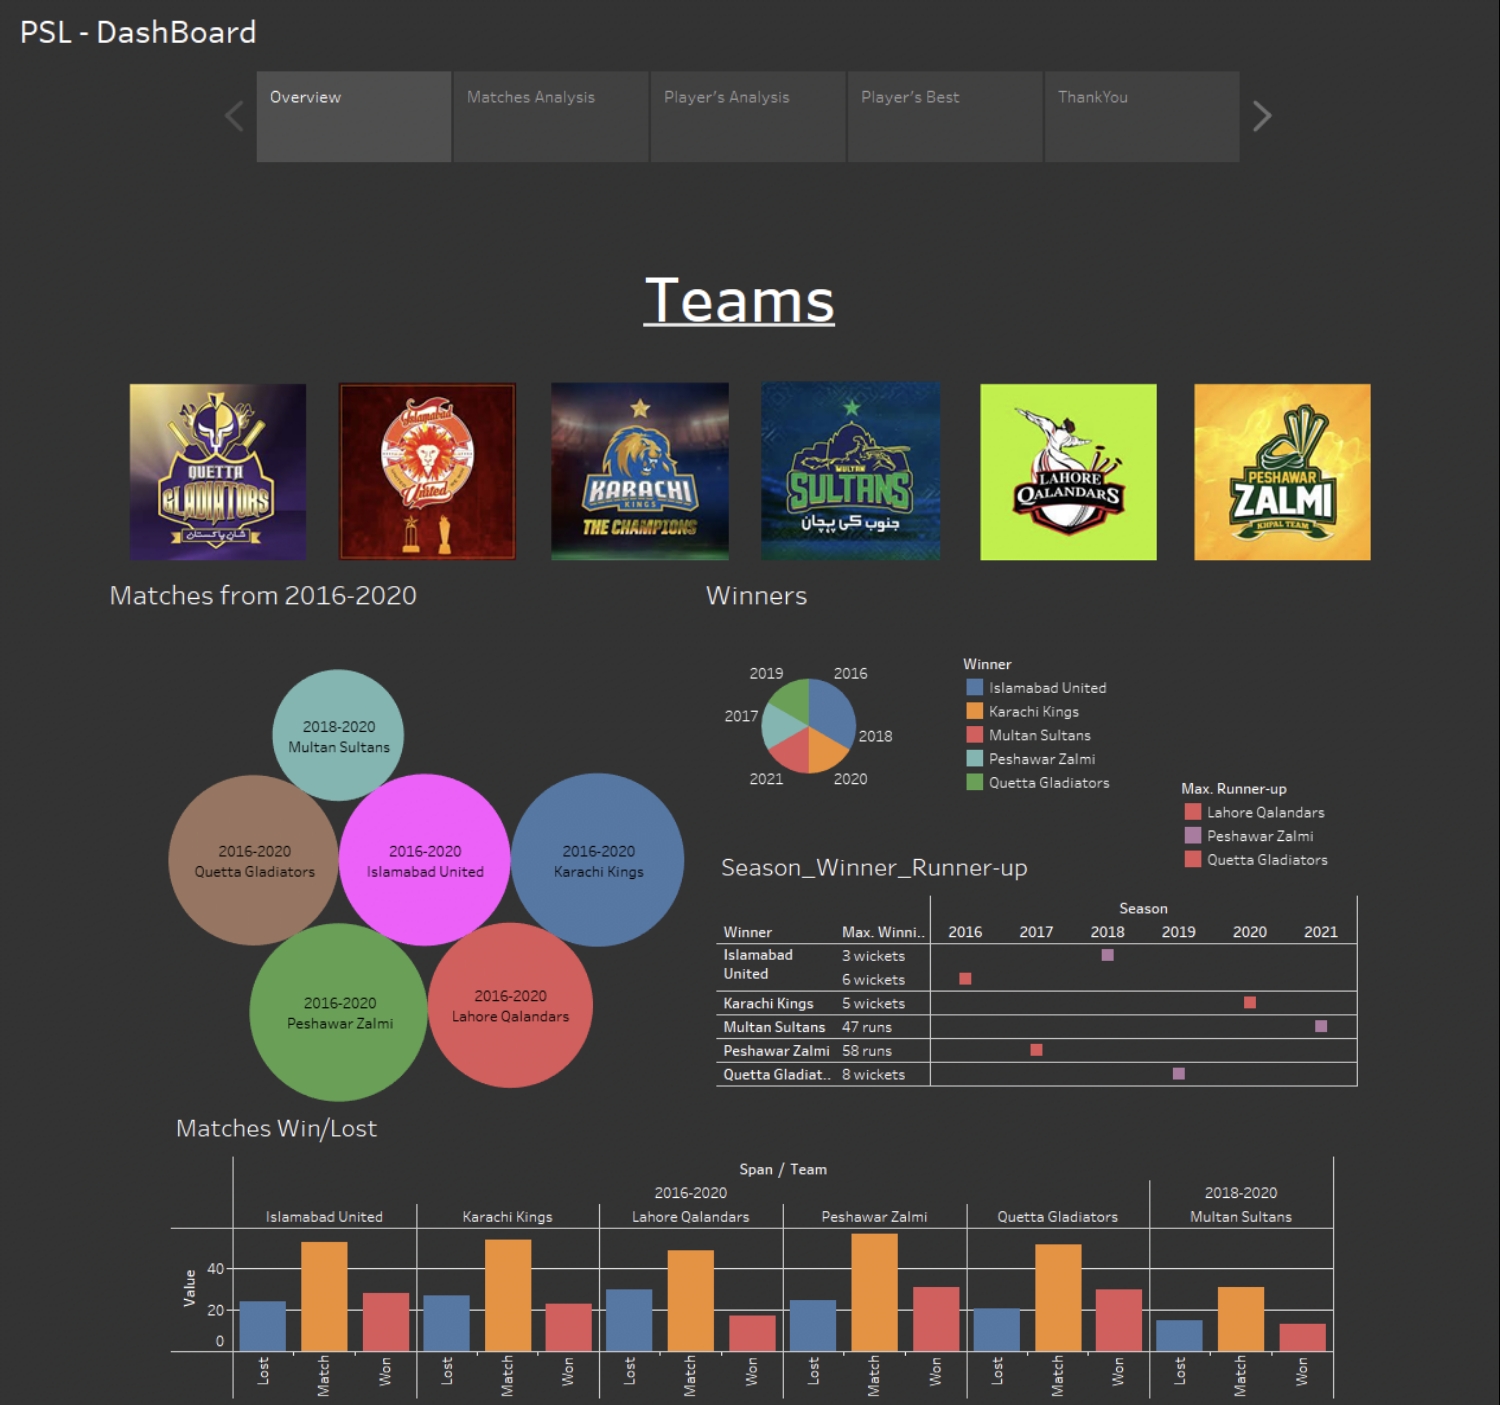 PSL - DashBoard
Overview
Matches Analysis
Player's Analysis
Player's Best
ThankYou
Teams
QUETTA
GLADIATORS
شان پاکستان
Islamabad
United
KARACHI
KINGS
THE CHAMPIONS
MULTAN
SULTANS
جنوب کی پہچان
LAHORE
QALANDARS
PESHAWAR
ZALMI
KHPAL TEAM
Matches from 2016-2020
2018-2020
Multan Sultans
2016-2020
Quetta Gladiators
2016-2020
Islamabad United
2016-2020
Karachi Kings
2016-2020
Peshawar Zalmi
2016-2020
Lahore Qalandars
Winners
2019
2016
2017
2018
2021
2020
Winner
Islamabad United
Karachi Kings
Multan Sultans
Peshawar Zalmi
Quetta Gladiators
Max. Runner-up
Lahore Qalandars
Peshawar Zalmi
Quetta Gladiators
Season_Winner_Runner-up
Season
Winner Max. Winni.. 2016 2017 2018 2019 2020 2021
Islamabad United 3 wickets
6 wickets
Karachi Kings 5 wickets
Multan Sultans 47 runs
Peshawar Zalmi 58 runs
Quetta Gladiat.. 8 wickets
Matches Win/Lost
Span / Team
2016-2020 2018-2020
Islamabad United Karachi Kings Lahore Qalandars Peshawar Zalmi Quetta Gladiators Multan Sultans
Value
40
20
0
Lost Match Won Lost Match Won Lost Match Won Lost Match Won Lost Match Won Lost Match Won